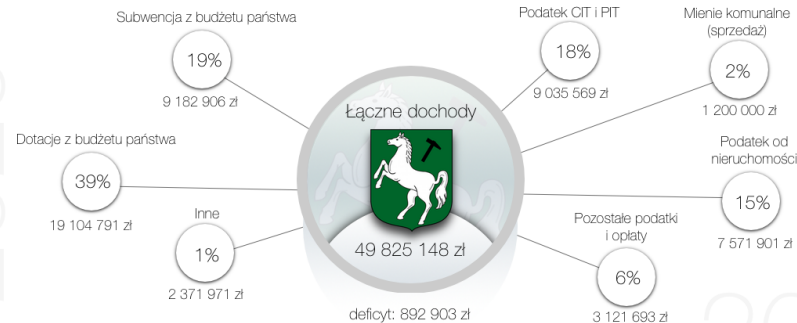 Subwencja z budżetu państwa
19%
9 182 906 zł
Podatek CIT i PIT
18%
9 035 569 zł
Mienie komunalne
(sprzedaż)
2%
1 200 000 zł
Łączne dochody
49 825 148 zł
Dotacje z budżetu państwa
39%
19 104 791 zł
Podatek od
nieruchomości
15%
7 571 901 zł
Inne
1%
2 371 971 zł
Pozostałe podatki
i opłaty
6%
3 121 693 zł
deficyt: 892 903 zł